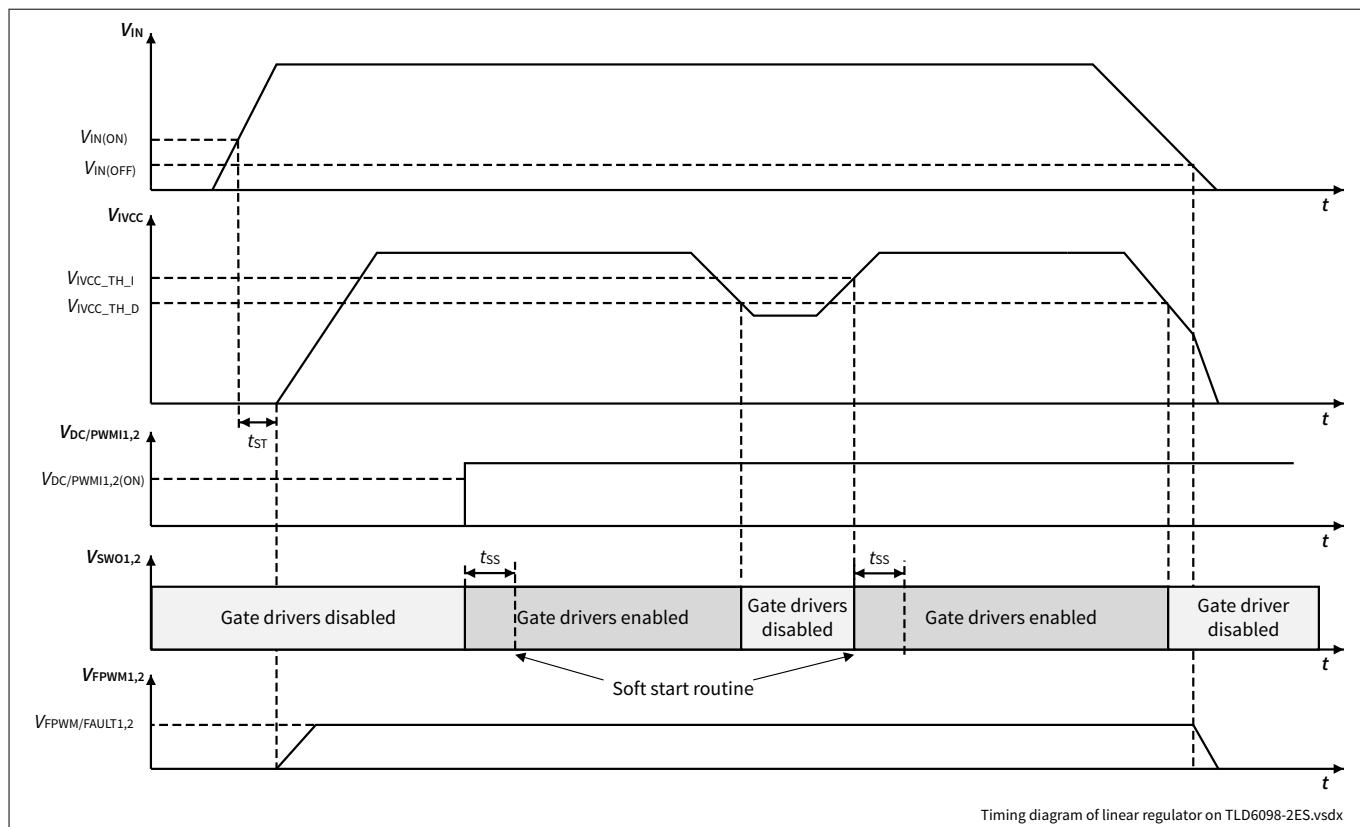 VIN
VIN(ON)
VIN(OFF)
t
VIVCC
VIVCC_TH_I
VIVCC_TH_D
t
tST
VDC/PWMI1,2
VDC/PWMI1,2(ON)
t
VSWO1,2
tSS
tSS
Gate drivers disabled
Gate drivers enabled
Gate drivers
disabled
Gate drivers enabled
Gate driver
disabled
t
Soft start routine
VFPWM1,2
VFPWM/FAULT1,2
t
Timing diagram of linear regulator on TLD6098-2ES.vsdx